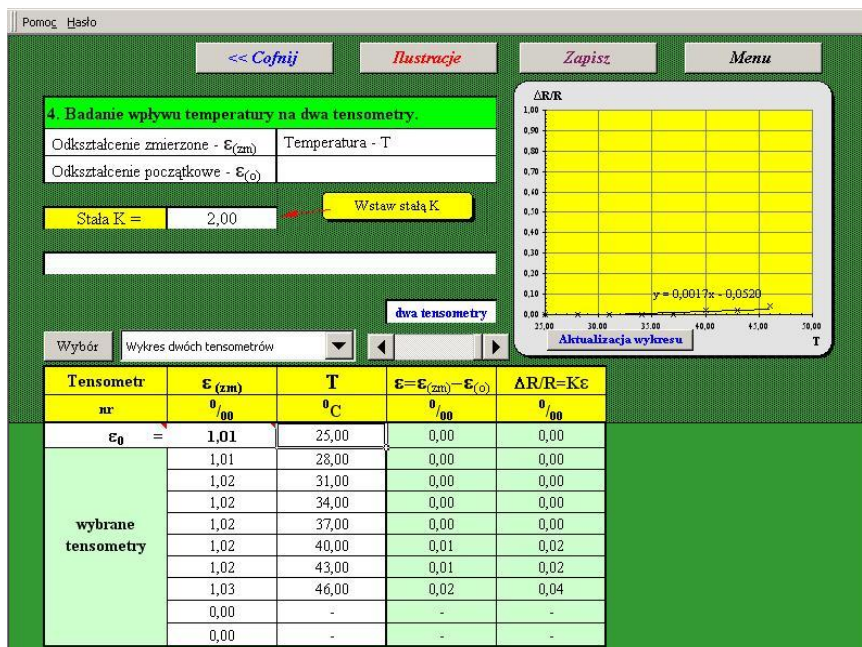 Pomoc Hasło
<< Cofnij Ilustracje Zapisz Menu
4. Badanie wpływu temperatury na dwa tensometry.
Odkształcenie zmierzone - ε(zm) Temperatura - T
Odkształcenie początkowe - ε(o)
Stała K = 2,00 Wstaw stałą K
dwa tensometry
Wybór Wykres dwóch tensometrów
ΔR/R
1,00
0,90
0,80
0,70
0,60
0,50
0,40
0,30
0,20
0,10
0,00
y = 0,0017x - 0,0520
25,00 30,00 35,00 40,00 45,00 50,00
Aktualizacja wykresu T
Tensometr ε (zm) T ε=ε(zm)−ε(o) ΔR/R=Kε
nr 0/00 0C 0/00 0/00
ε0 = 1,01 25,00 0,00 0,00
1,01 28,00 0,00 0,00
1,02 31,00 0,00 0,00
1,02 34,00 0,00 0,00
wybrane 1,02 37,00 0,00 0,00
tensometry 1,02 40,00 0,01 0,02
1,02 43,00 0,01 0,02
1,03 46,00 0,02 0,04
0,00 - - -
0,00 - - -